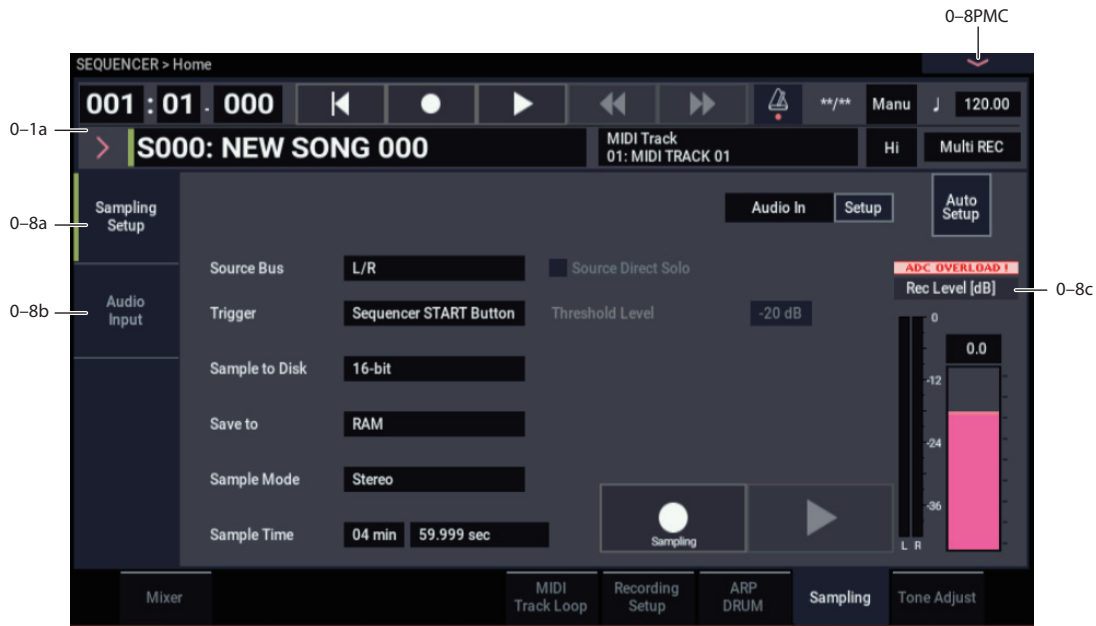 0–8PMC
SEQUENCER > Home
001 : 01 . 000
**/**
Manu
♩ 120.00
0–1a
S000: NEW SONG 000
MIDI Track
01: MIDI TRACK 01
Hi
Multi REC
0–8a
Sampling
Setup
Audio In
Setup
Auto
Setup
Source Bus
L/R
Source Direct Solo
ADC OVERLOAD !
Rec Level [dB]
0–8c
0–8b
Audio
Input
Trigger
Sequencer START Button
Threshold Level
-20 dB
0
0.0
Sample to Disk
16-bit
-12
Save to
RAM
-24
Sample Mode
Stereo
-36
Sample Time
04 min
59.999 sec
Sampling
L R
Mixer
MIDI
Track Loop
Recording
Setup
ARP
DRUM
Sampling
Tone Adjust